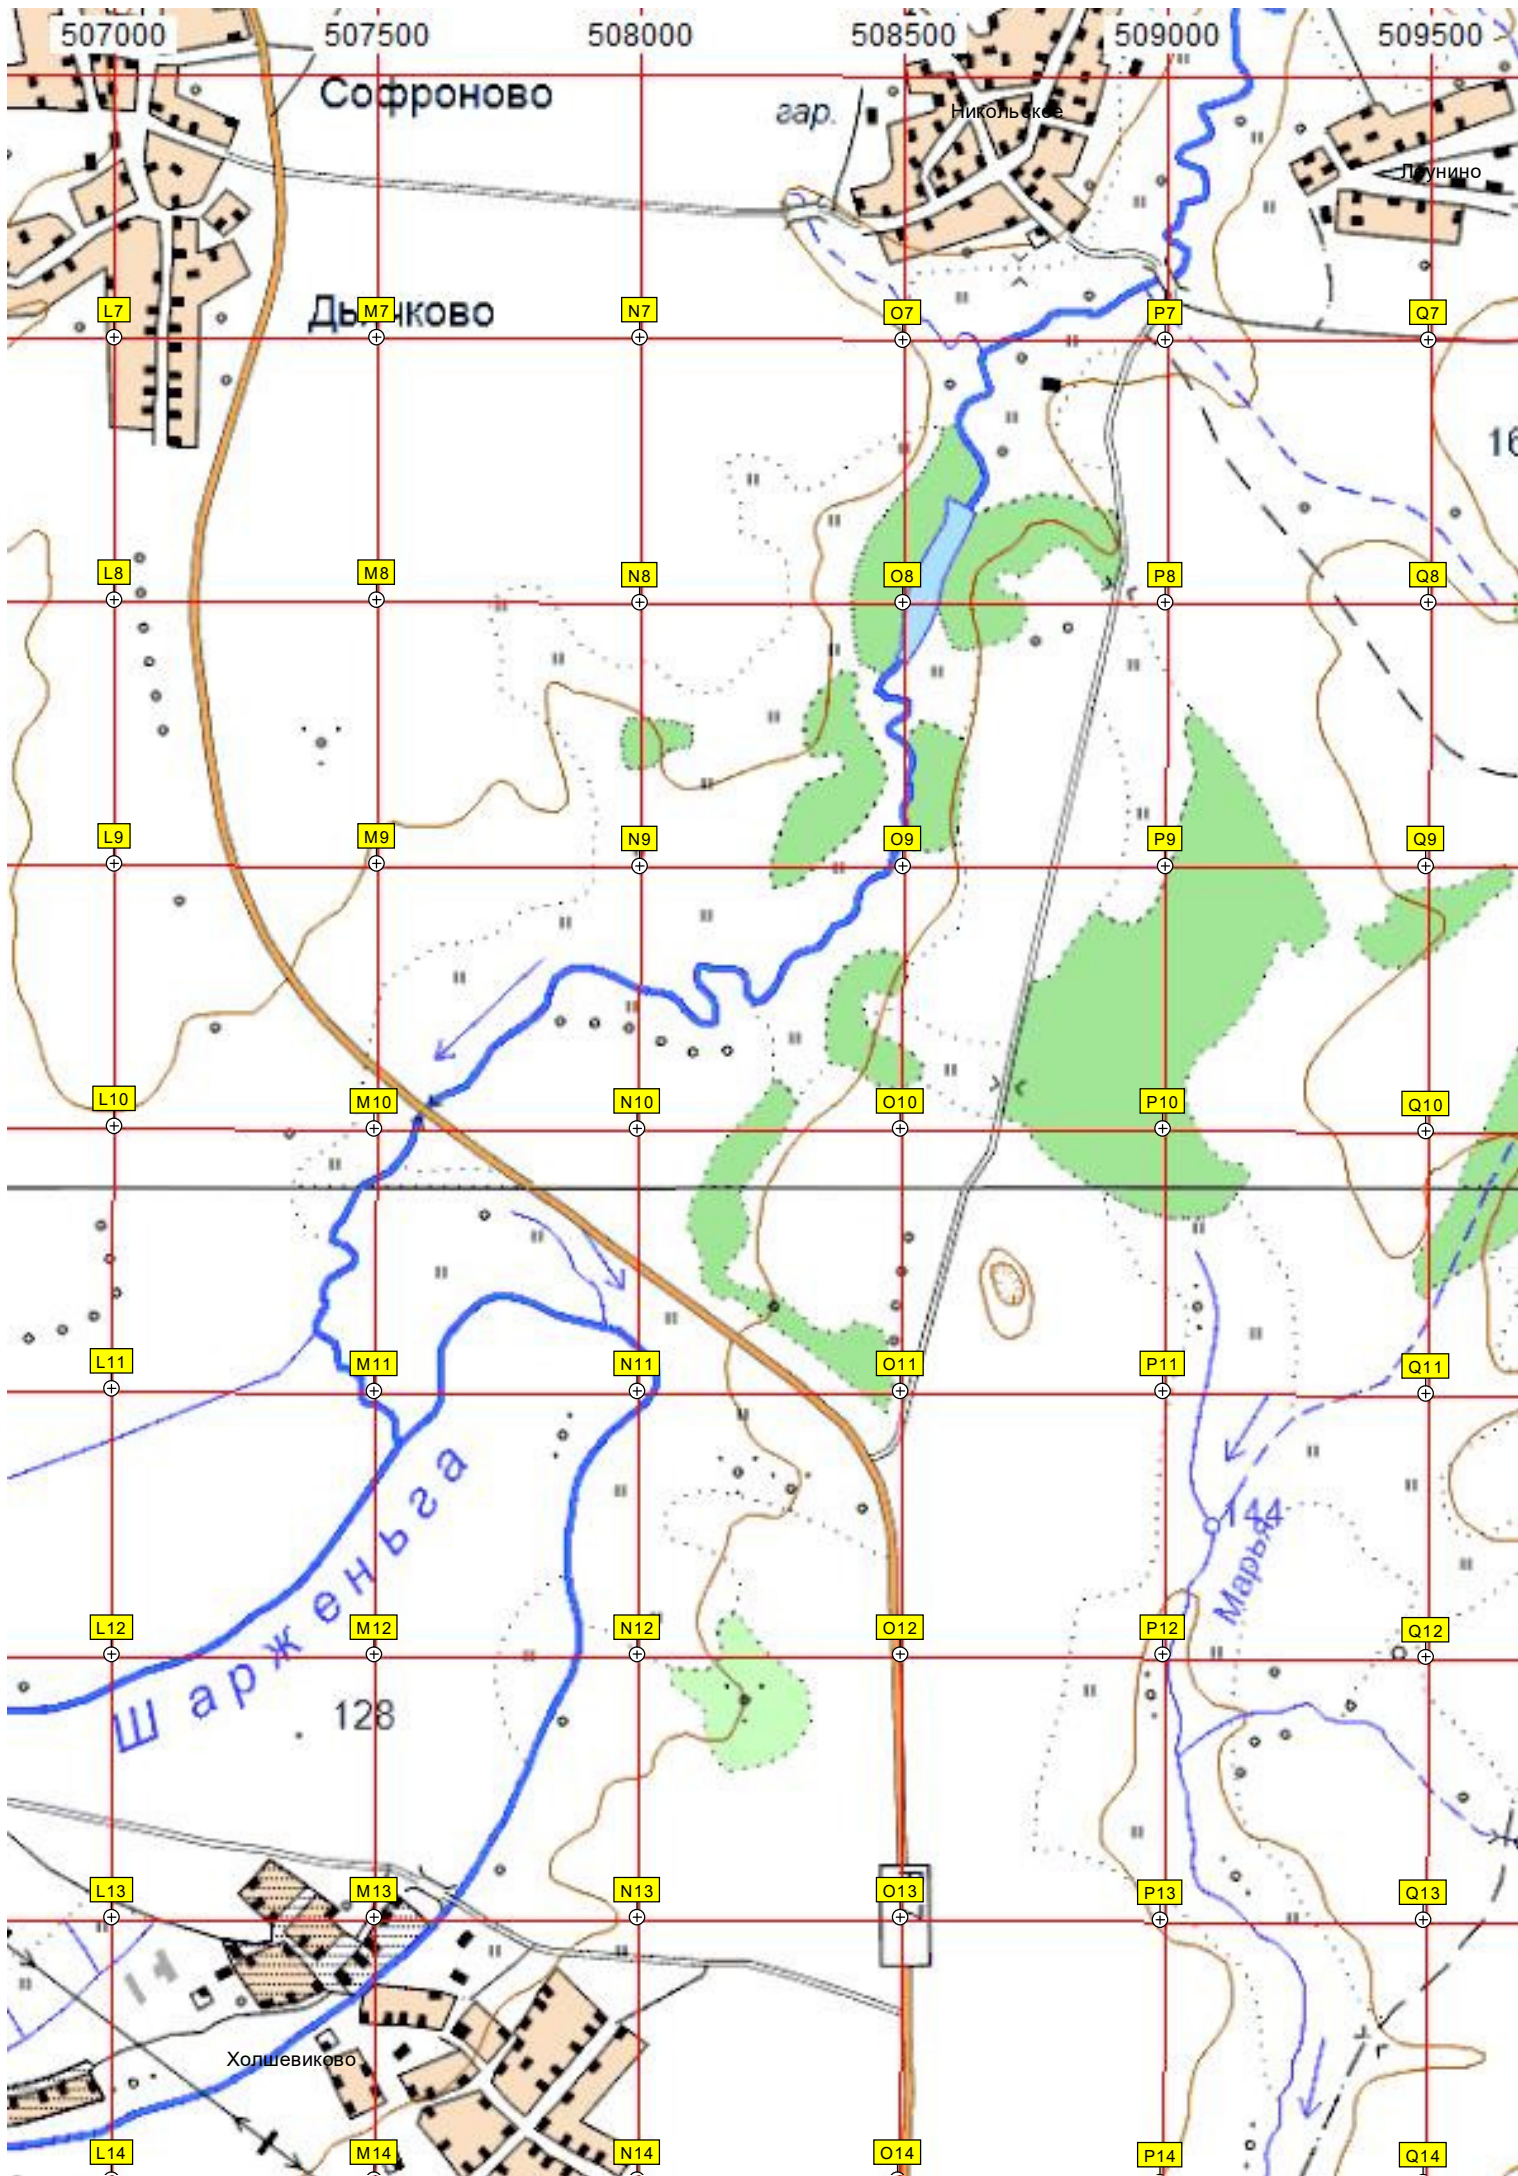 507000 507500 508000 508500 509000 509500
Софроново
гар.
Никольское
L7 M7 N7 O7 P7 Q7
L8 M8 N8 O8 P8 Q8
L9 M9 N9 O9 P9 Q9
L10 M10 N10 O10 P10 Q10
L11 M11 N11 O11 P11 Q11
Шарженьга
144
Марья
L12 M12 N12 O12 P12 Q12
128
L13 M13 N13 O13 P13 Q13
Холшевиково
L14 M14 N14 O14 P14 Q14